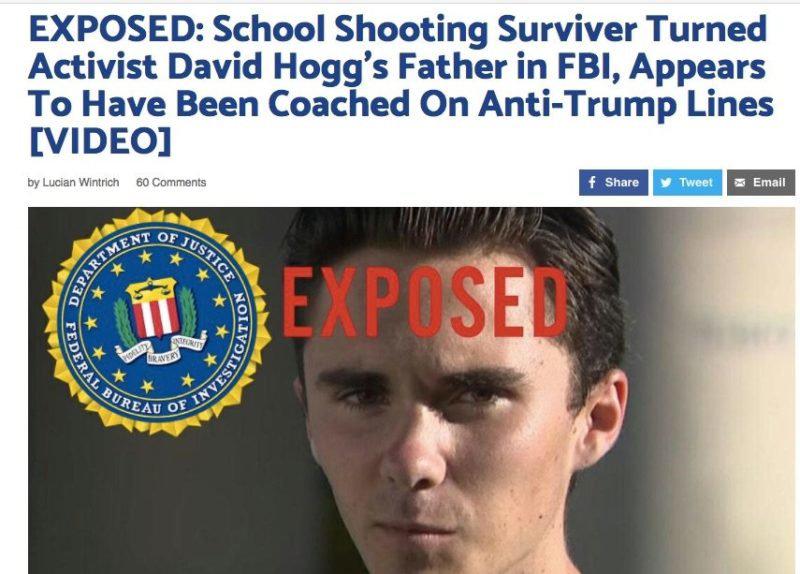 EXPOSED: School Shooting Surviver Turned
Activist David Hogg’s Father in FBI, Appears
To Have Been Coached On Anti-Trump Lines
[VIDEO]
by Lucian Wintrich 60 Comments
Share Tweet Email
DEPARTMENT OF JUSTICE
FEDERAL BUREAU OF INVESTIGATION
FIDELITY BRAVERY INTEGRITY
EXPOSED